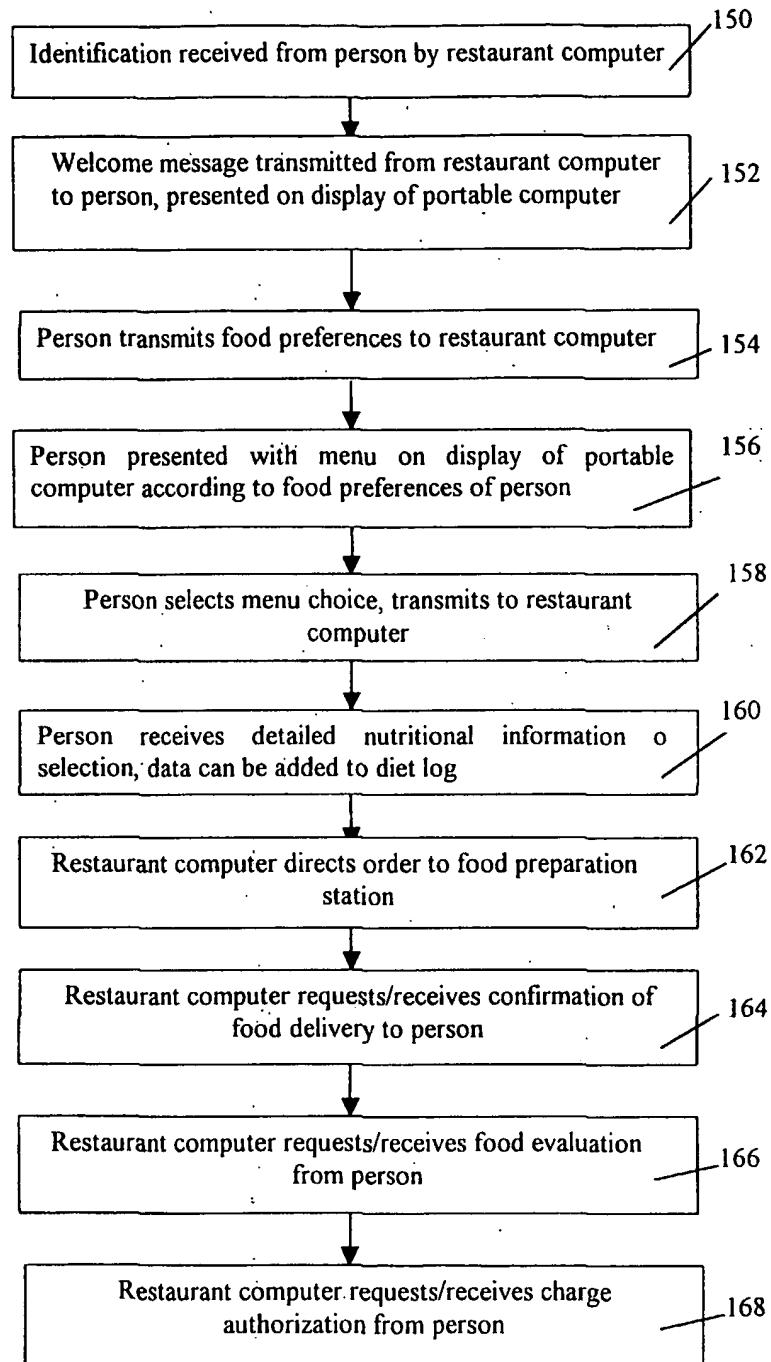 150
Identification received from person by restaurant computer
Welcome message transmitted from restaurant computer
to person, presented on display of portable computer
152
Person transmits food preferences to restaurant computer
154
Person presented with menu on display of portable
computer according to food preferences of person
156
158
Person selects menu choice, transmits to restaurant
computer
160
Person receives detailed nutritional information o
selection, data can be added to diet log
Restaurant computer directs order to food preparation
station
162
Restaurant computer requests/receives confirmation of
food delivery to person
164
Restaurant computer requests/receives food evaluation
from person
166
Restaurant computer requests/receives charge
authorization from person
168